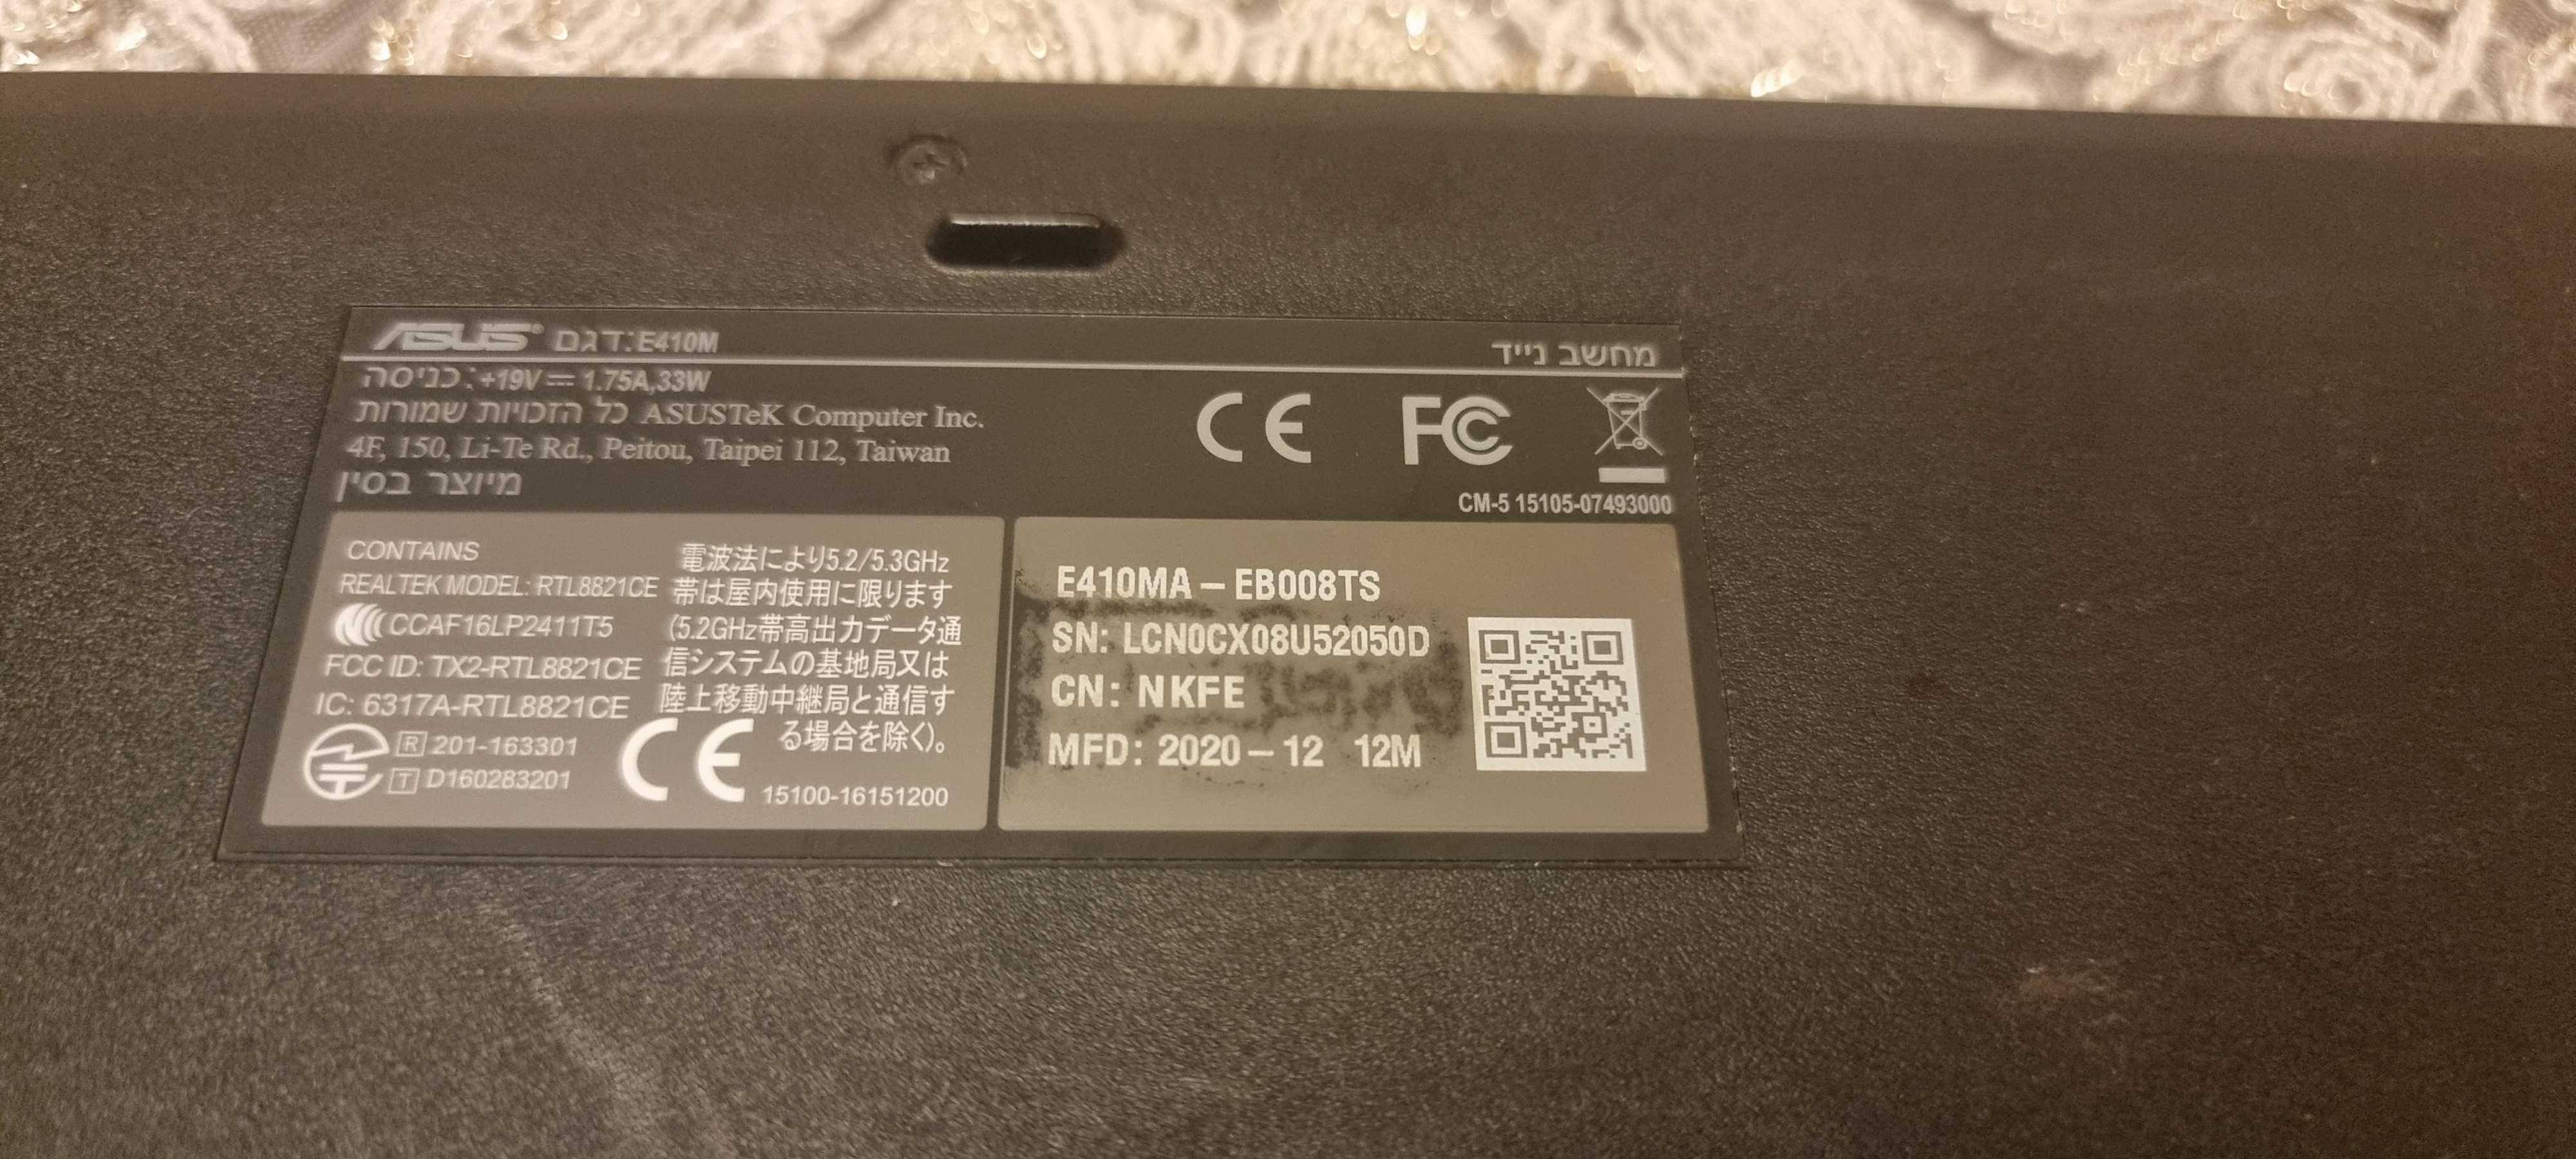 ASUS דגם: E410M
מחשב נייד
כניסה: +19V ⎓ 1.75A,33W
כל הזכויות שמורות ASUSTeK Computer Inc.
4F, 150, Li-Te Rd., Peitou, Taipei 112, Taiwan
מיוצר בסין
CE FC
CM-5 15105-07493000
CONTAINS
REALTEK MODEL: RTL8821CE
CCAF16LP2411T5
FCC ID: TX2-RTL8821CE
IC: 6317A-RTL8821CE
R 201-163301
T D160283201
電波法により5.2/5.3GHz
帯は屋内使用に限ります
(5.2GHz帯高出力データ通
信システムの基地局又は
陸上移動中継局と通信す
る場合を除く)。
CE
15100-16151200
E410MA – EB008TS
SN: LCN0CX08U52050D
CN: NKFE
MFD: 2020 – 12 12M